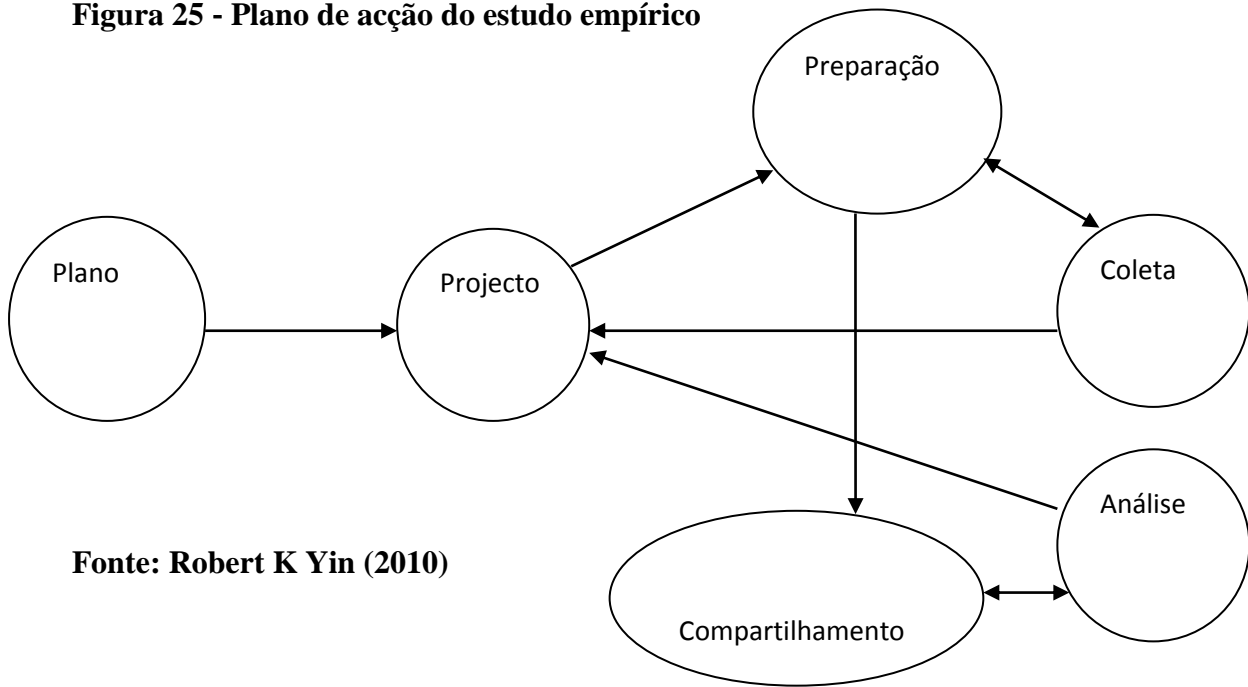 Figura 25 - Plano de acção do estudo empírico
Preparação
Plano
Projecto
Coleta
Análise
Fonte: Robert K Yin (2010)
Compartilhamento